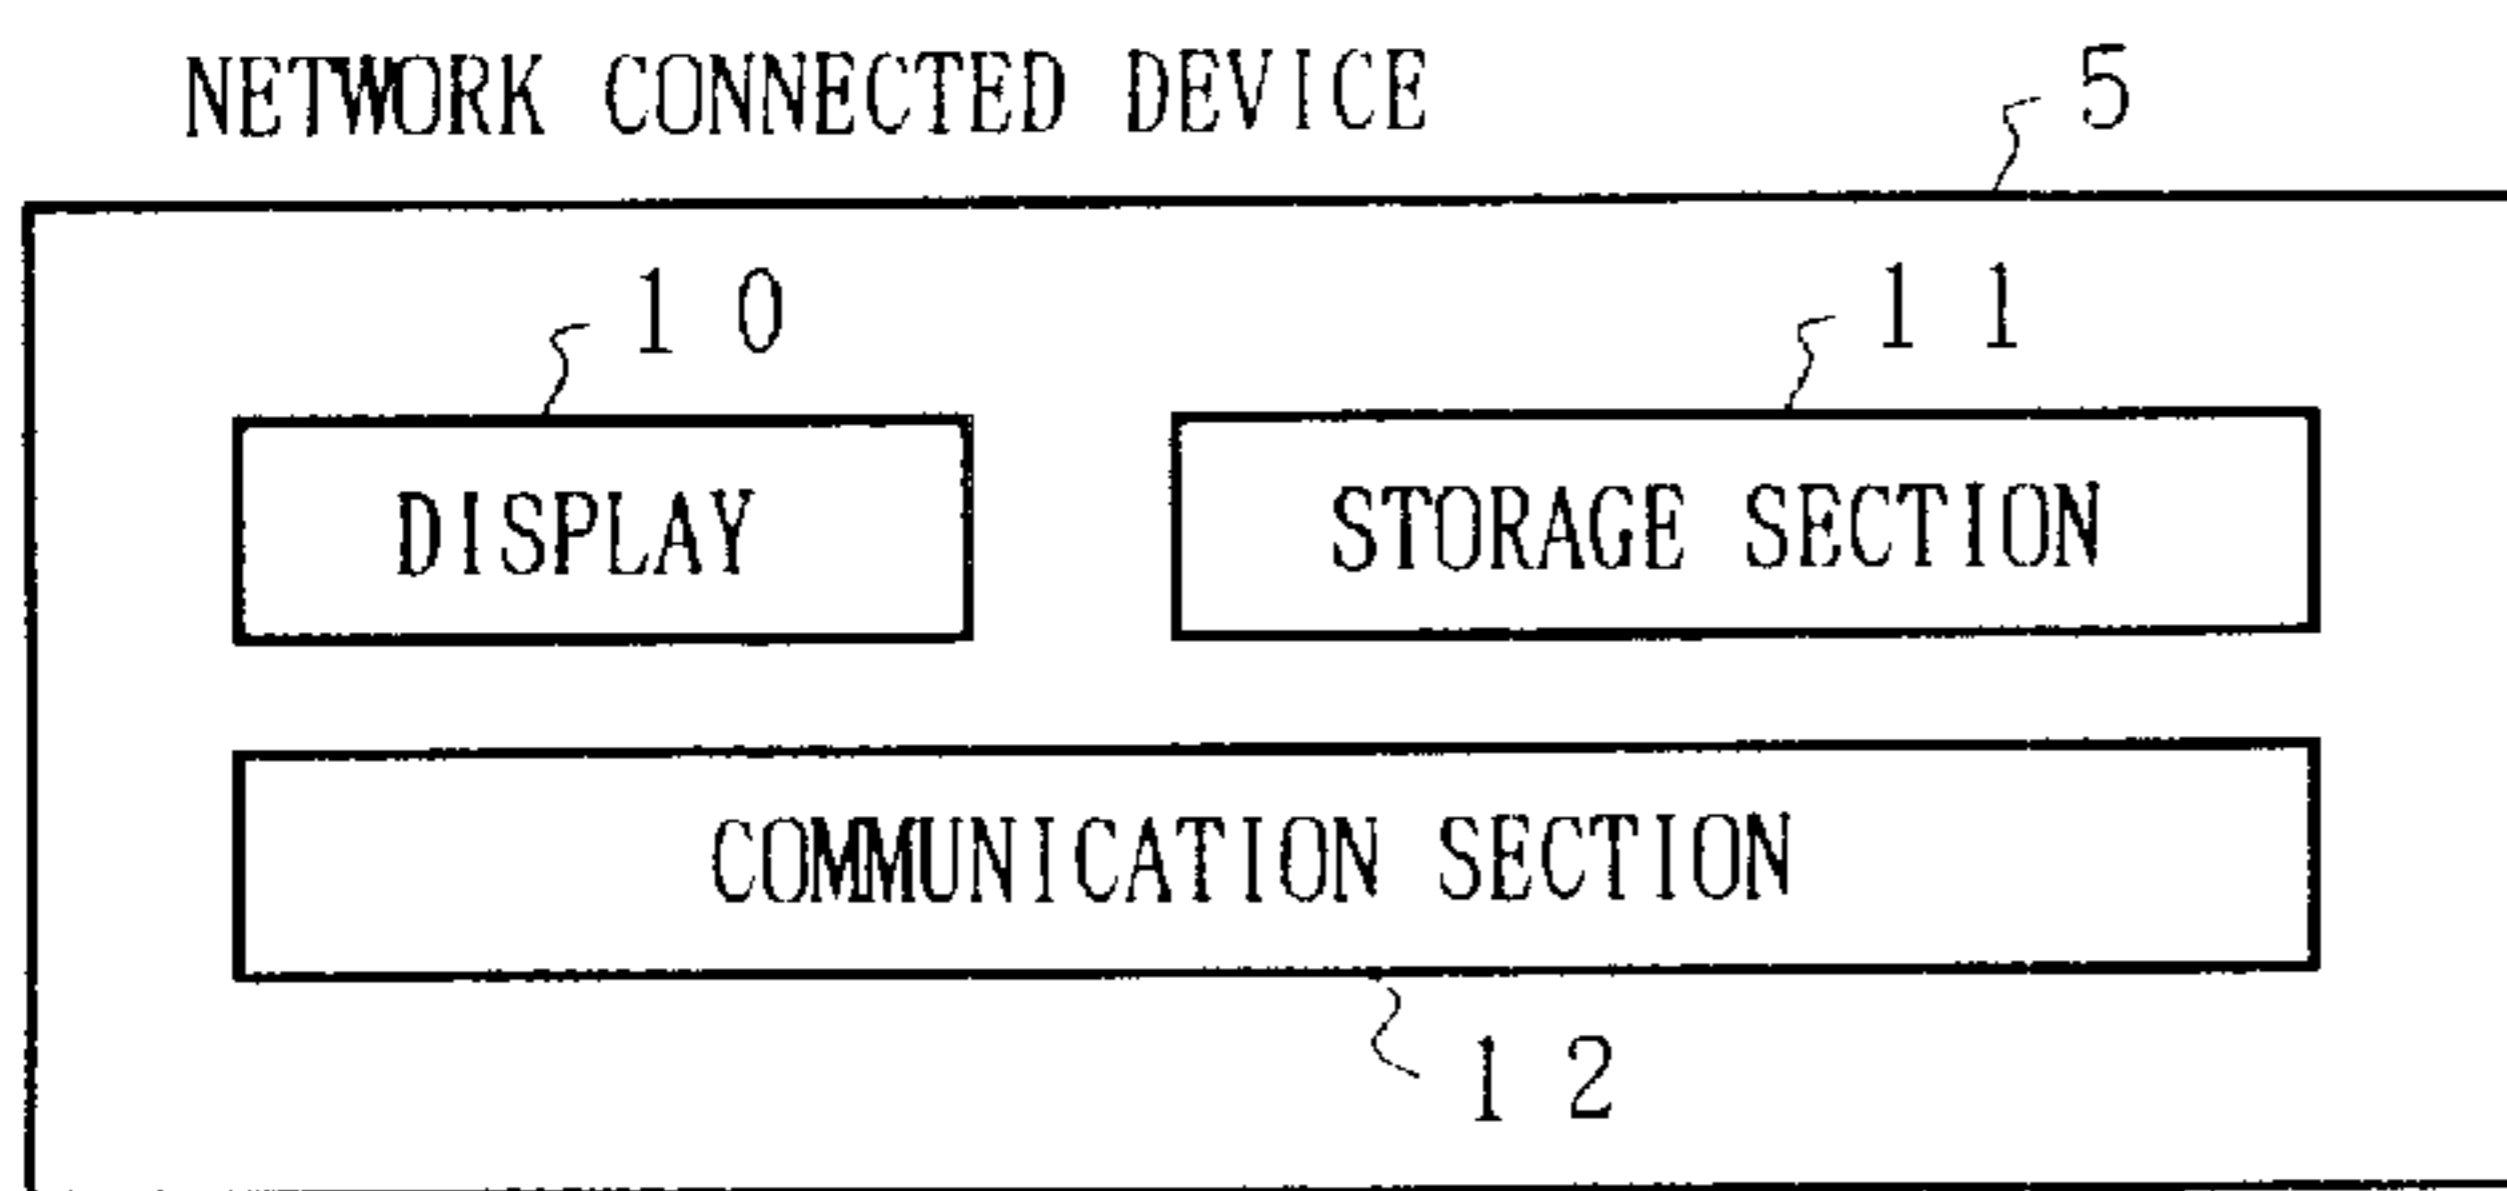 NETWORK CONNECTED DEVICE 5
10 11
DISPLAY STORAGE SECTION
COMMUNICATION SECTION
12